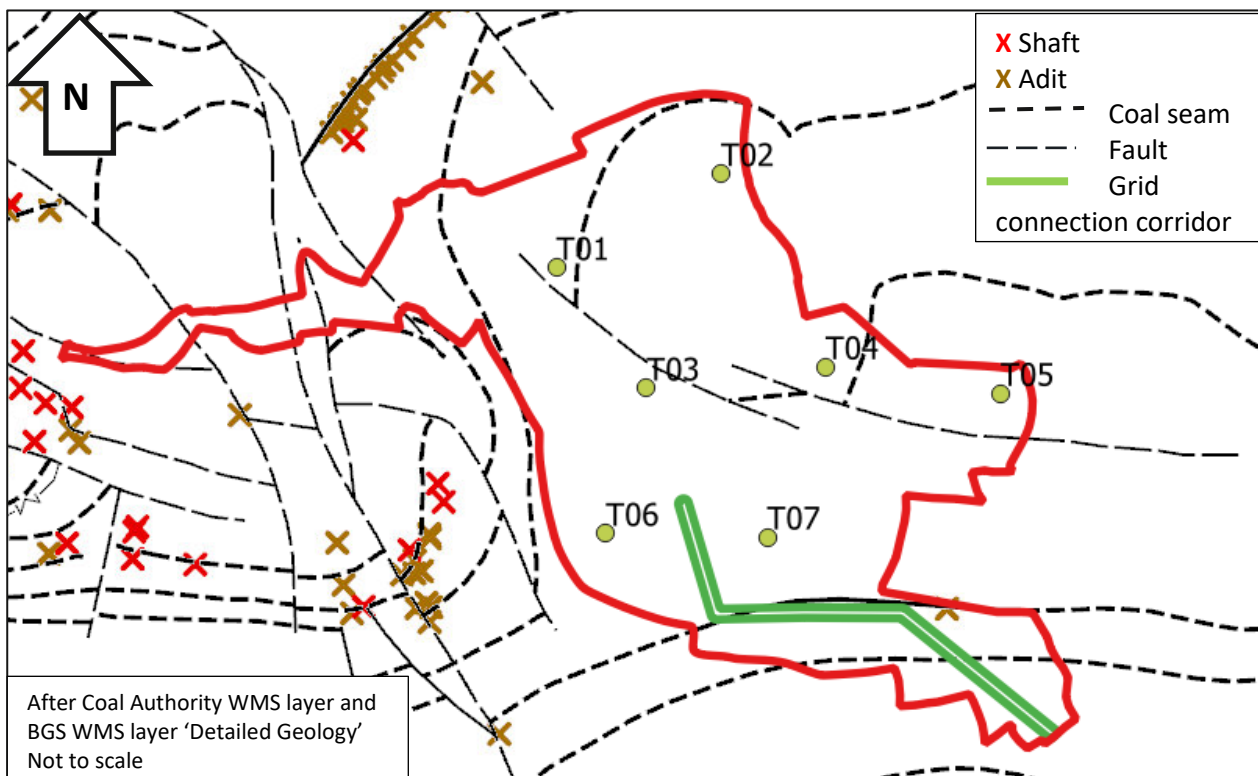 N
X Shaft
X Adit
Coal seam
Fault
Grid
connection corridor
T02
T01
T04
T03
T05
T06
T07
After Coal Authority WMS layer and
BGS WMS layer ‘Detailed Geology’
Not to scale